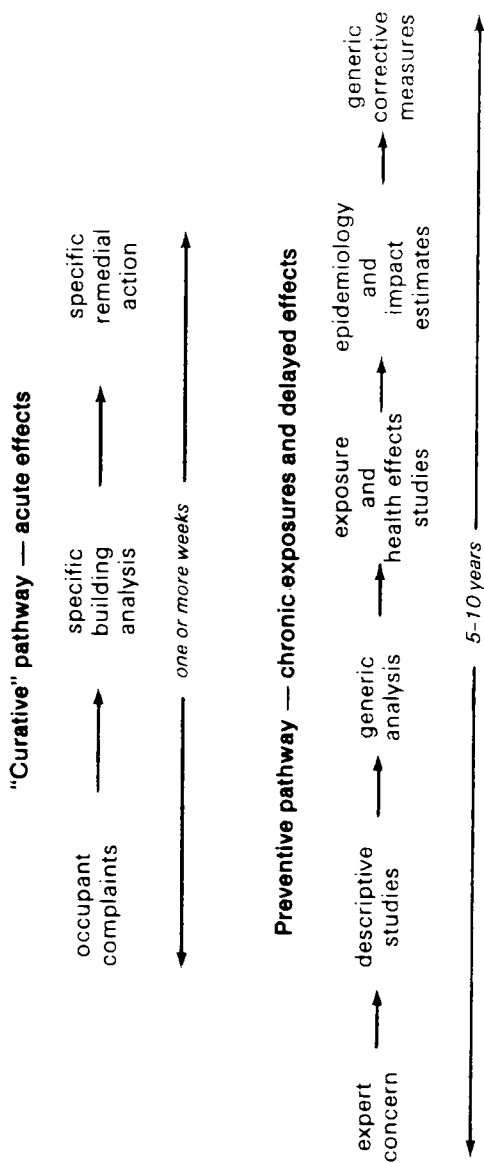 "Curative" pathway — acute effects
occupant
complaints
specific
building
analysis
specific
remedial
action
one or more weeks
Preventive pathway — chronic exposures and delayed effects
expert
concern
descriptive
studies
generic
analysis
exposure
and
health effects
studies
epidemiology
and
impact
estimates
generic
corrective
measures
5–10 years